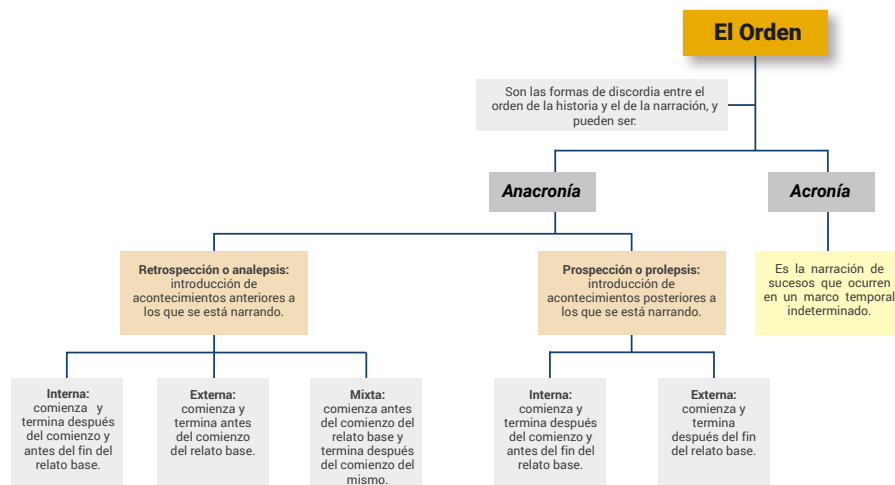 El Orden
Son las formas de discordia entre el
orden de la historia y el de la narración, y
pueden ser:
Anacronía
Acronía
Retrospección o analepsis:
introducción de
acontecimientos anteriores a
los que se está narrando.
Prospección o prolepsis:
introducción de
acontecimientos posteriores a
los que se está narrando.
Es la narración de
sucesos que ocurren
en un marco temporal
indeterminado.
Interna:
comienza y
termina después
del comienzo y
antes del fin del
relato base.
Externa:
comienza y
termina antes
del comienzo
del relato base.
Mixta:
comienza antes
del comienzo del
relato base y
termina después
del comienzo del
mismo.
Interna:
comienza y
termina después
del comienzo y
antes del fin del
relato base.
Externa:
comienza y
termina
después del fin
del relato base.